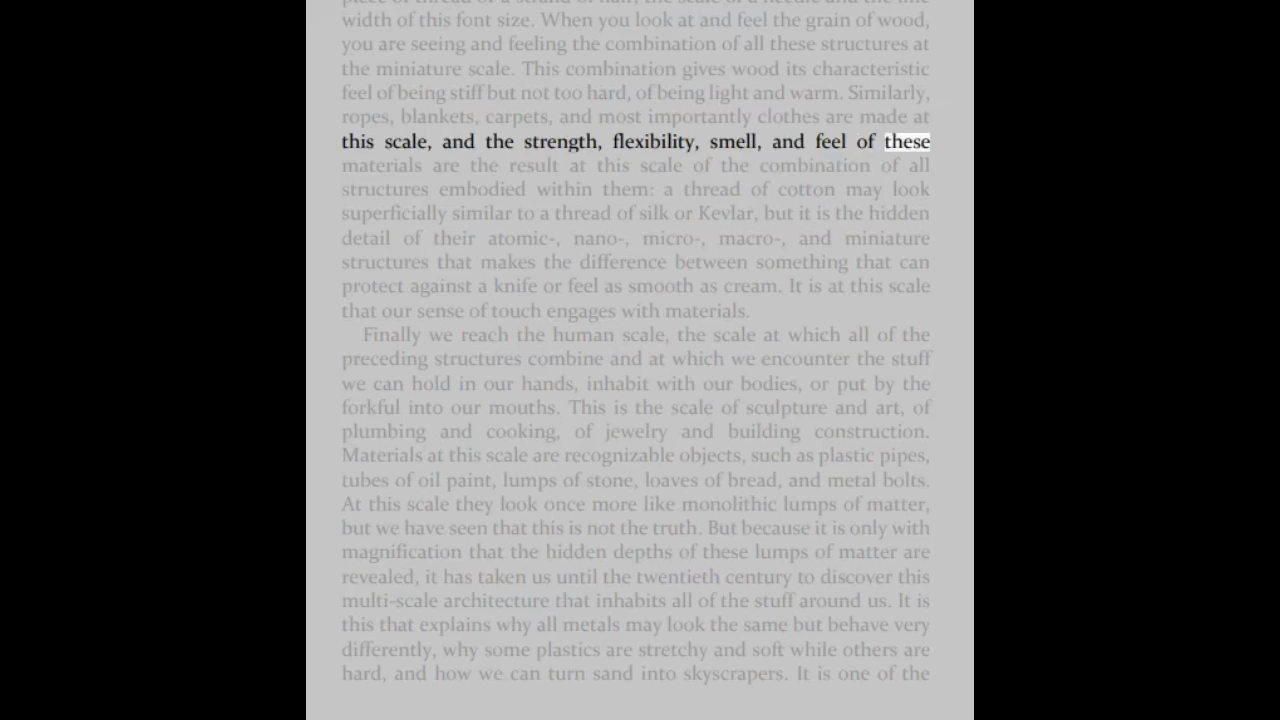 piece of thread or a strand of hair, the scale of a needle and the line
width of this font size. When you look at and feel the grain of wood,
you are seeing and feeling the combination of all these structures at
the miniature scale. This combination gives wood its characteristic
feel of being stiff but not too hard, of being light and warm. Similarly,
ropes, blankets, carpets, and most importantly clothes are made at
this scale, and the strength, flexibility, smell, and feel of these
materials are the result at this scale of the combination of all
structures embodied within them: a thread of cotton may look
superficially similar to a thread of silk or Kevlar, but it is the hidden
detail of their atomic-, nano-, micro-, macro-, and miniature
structures that makes the difference between something that can
protect against a knife or feel as smooth as cream. It is at this scale
that our sense of touch engages with materials.
Finally we reach the human scale, the scale at which all of the
preceding structures combine and at which we encounter the stuff
we can hold in our hands, inhabit with our bodies, or put by the
forkful into our mouths. This is the scale of sculpture and art, of
plumbing and cooking, of jewelry and building construction.
Materials at this scale are recognizable objects, such as plastic pipes,
tubes of oil paint, lumps of stone, loaves of bread, and metal bolts.
At this scale they look once more like monolithic lumps of matter,
but we have seen that this is not the truth. But because it is only with
magnification that the hidden depths of these lumps of matter are
revealed, it has taken us until the twentieth century to discover this
multi-scale architecture that inhabits all of the stuff around us. It is
this that explains why all metals may look the same but behave very
differently, why some plastics are stretchy and soft while others are
hard, and how we can turn sand into skyscrapers. It is one of the